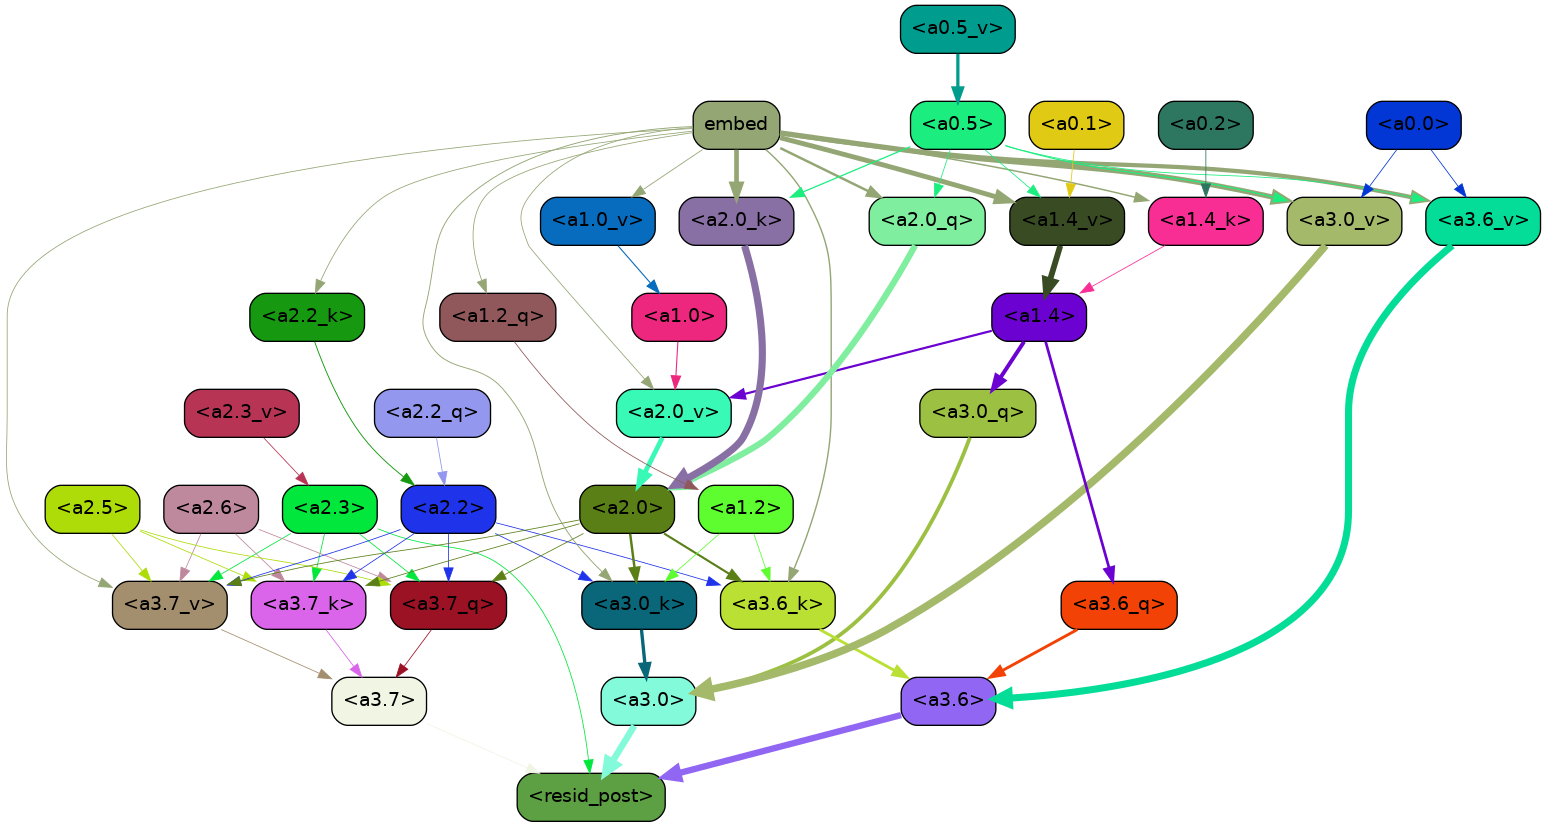 <a0.5_v>
embed
<a0.5>
<a0.1>
<a0.2>
<a0.0>
<a1.0_v>
<a2.0_k>
<a2.0_q>
<a1.4_v>
<a1.4_k>
<a3.0_v>
<a3.6_v>
<a2.2_k>
<a1.2_q>
<a1.0>
<a1.4>
<a2.3_v>
<a2.2_q>
<a2.0_v>
<a3.0_q>
<a2.5>
<a2.6>
<a2.3>
<a2.2>
<a2.0>
<a1.2>
<a3.7_v>
<a3.7_k>
<a3.7_q>
<a3.0_k>
<a3.6_k>
<a3.6_q>
<a3.7>
<a3.0>
<a3.6>
<resid_post>